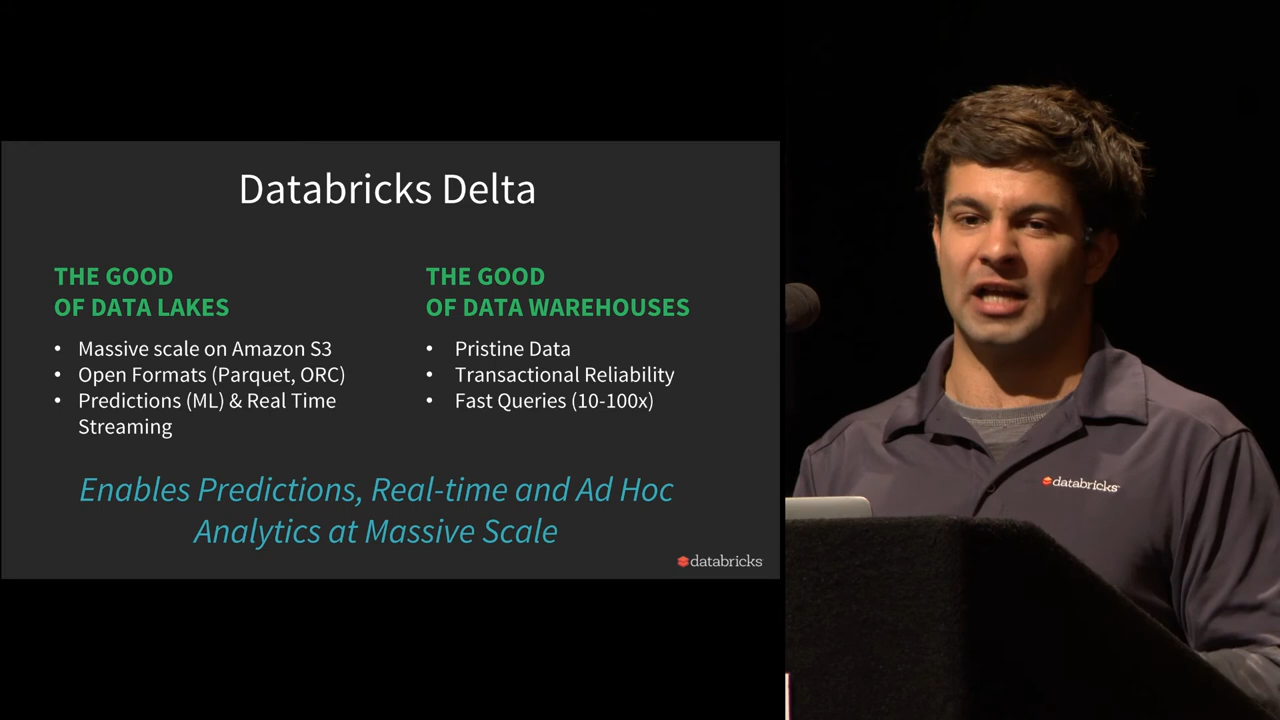 Databricks Delta
THE GOOD
OF DATA LAKES
• Massive scale on Amazon S3
• Open Formats (Parquet, ORC)
• Predictions (ML) & Real Time
Streaming
THE GOOD
OF DATA WAREHOUSES
• Pristine Data
• Transactional Reliability
• Fast Queries (10-100x)
Enables Predictions, Real-time and Ad Hoc
Analytics at Massive Scale
databricks
databricks